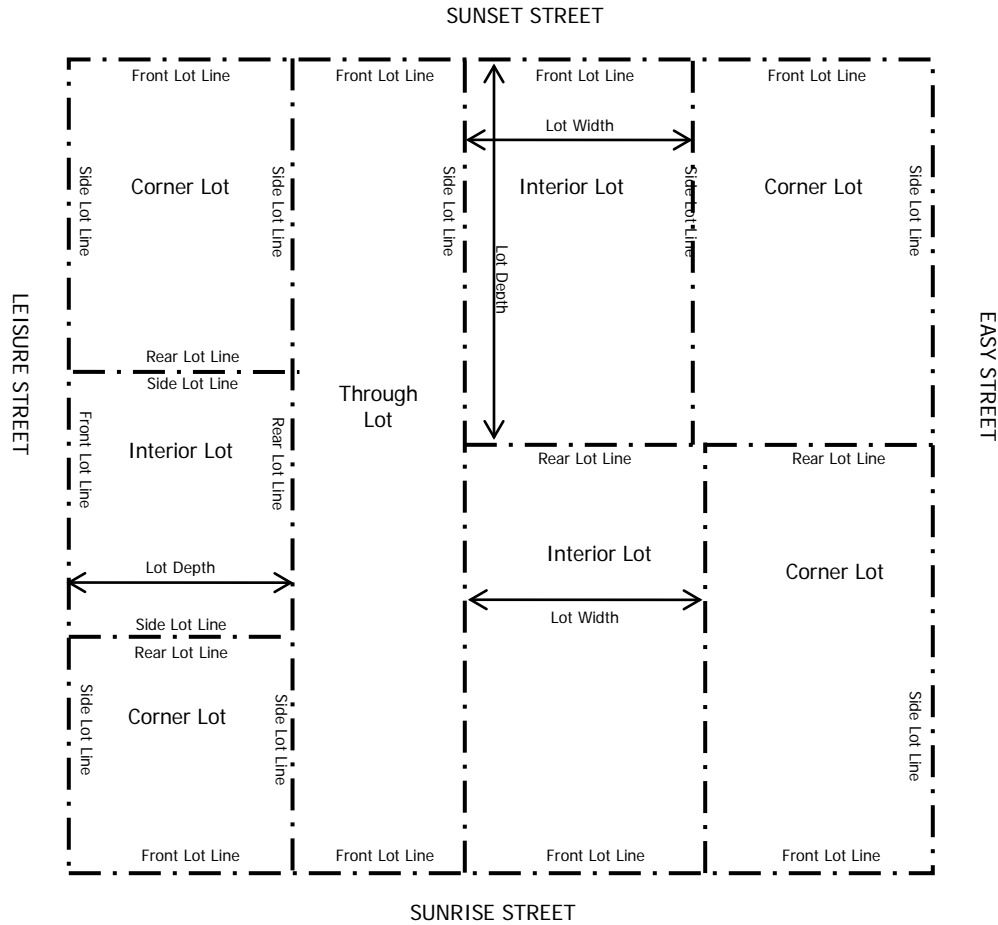 SUNSET STREET
Front Lot Line
Front Lot Line
Front Lot Line
Front Lot Line
Lot Width
Side Lot Line
Corner Lot
Side Lot Line
Side Lot Line
Interior Lot
Side Lot Line
Corner Lot
Side Lot Line
Lot Depth
LEISURE STREET
EASY STREET
Rear Lot Line
Side Lot Line
Through
Lot
Front Lot Line
Interior Lot
Rear Lot Line
Rear Lot Line
Rear Lot Line
Interior Lot
Corner Lot
Lot Depth
Lot Width
Side Lot Line
Rear Lot Line
Side Lot Line
Corner Lot
Side Lot Line
Side Lot Line
Front Lot Line
Front Lot Line
Front Lot Line
Front Lot Line
SUNRISE STREET